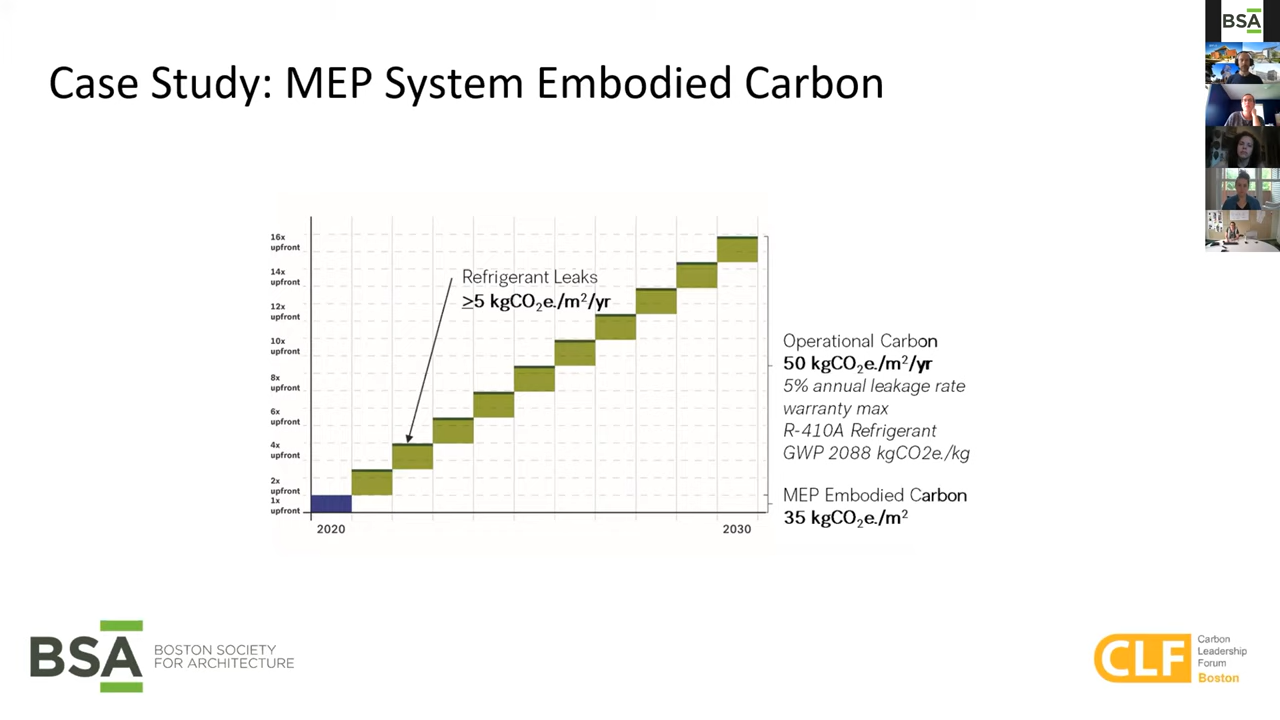 Case Study: MEP System Embodied Carbon
BSA
16x
upfront
14x
upfront
12x
upfront
10x
upfront
8x
upfront
6x
upfront
4x
upfront
2x
upfront
1x
upfront
Refrigerant Leaks
≥5 kgCO₂e./m²/yr
2020
2030
Operational Carbon
50 kgCO₂e./m²/yr
5% annual leakage rate
warranty max
R-410A Refrigerant
GWP 2088 kgCO2e./kg
MEP Embodied Carbon
35 kgCO₂e./m²
BSA
BOSTON SOCIETY
FOR ARCHITECTURE
CLF
Carbon
Leadership
Forum
Boston